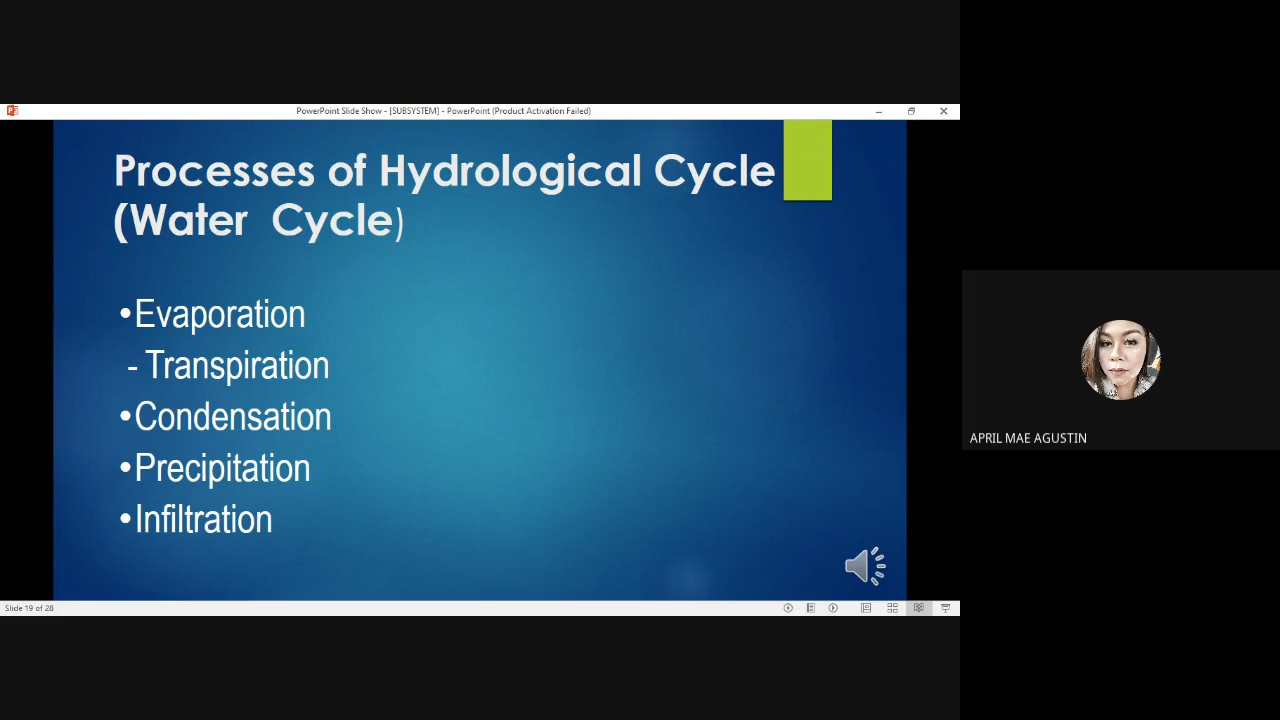 PowerPoint Slide Show - [SUBSYSTEM] - PowerPoint (Product Activation Failed)
Processes of Hydrological Cycle
(Water Cycle)
•Evaporation
- Transpiration
•Condensation
•Precipitation
•Infiltration
APRIL MAE AGUSTIN
Slide 19 of 28